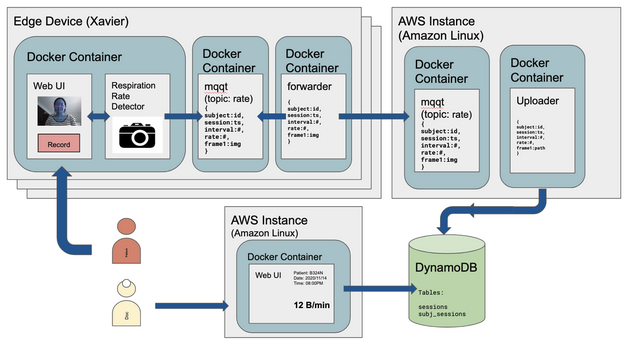 Edge Device (Xavier)
Docker Container
Web UI
Record
Respiration
Rate
Detector
Docker
Container
mqqt
(topic: rate)
{
subject:id,
session:ts,
interval:#,
rate:#,
frame1:img
}
Docker
Container
forwarder
{
subject:id,
session:ts,
interval:#,
rate:#,
frame1:img
}
AWS Instance
(Amazon Linux)
Docker
Container
mqqt
(topic: rate)
{
subject:id,
session:ts,
interval:#,
rate:#,
frame1:img
}
Docker
Container
Uploader
{
subject:id,
session:ts,
interval:#,
rate:#,
frame1:path
}
AWS Instance
(Amazon Linux)
Docker Container
Web UI
Patient: B324N
Date: 2020/11/14
Time: 08:00PM
12 B/min
DynamoDB
Tables:
sessions
subj_sessions